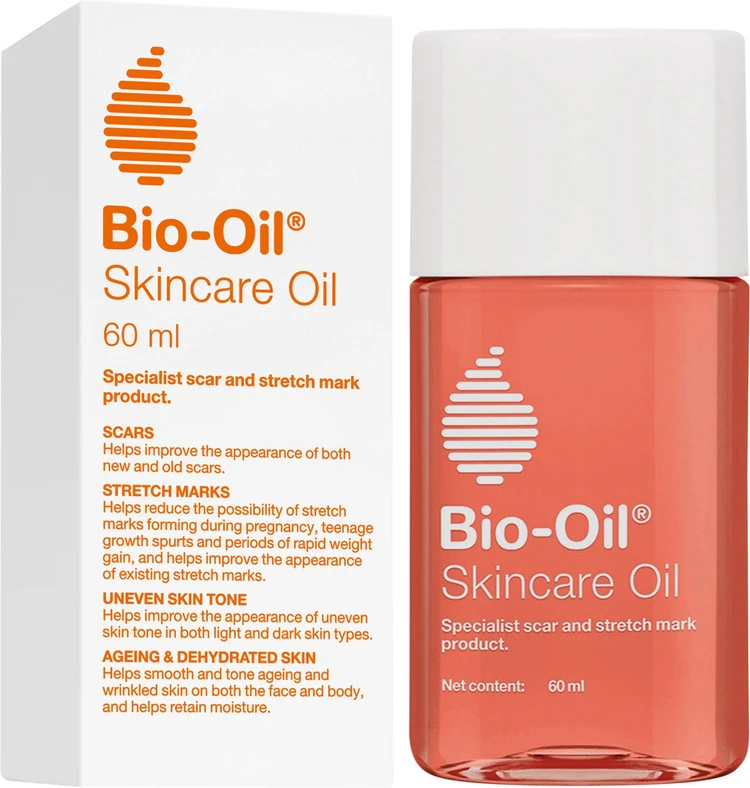 Bio-Oil®
Skincare Oil
60 ml
Specialist scar and stretch mark
product.
SCARS
Helps improve the appearance of both
new and old scars.
STRETCH MARKS
Helps reduce the possibility of stretch
marks forming during pregnancy, teenage
growth spurts and periods of rapid weight
gain, and helps improve the appearance
of existing stretch marks.
UNEVEN SKIN TONE
Helps improve the appearance of uneven
skin tone in both light and dark skin types.
AGEING & DEHYDRATED SKIN
Helps smooth and tone ageing and
wrinkled skin on both the face and body,
and helps retain moisture.
Bio-Oil®
Skincare Oil
Specialist scar and stretch mark
product.
Net content: 60 ml